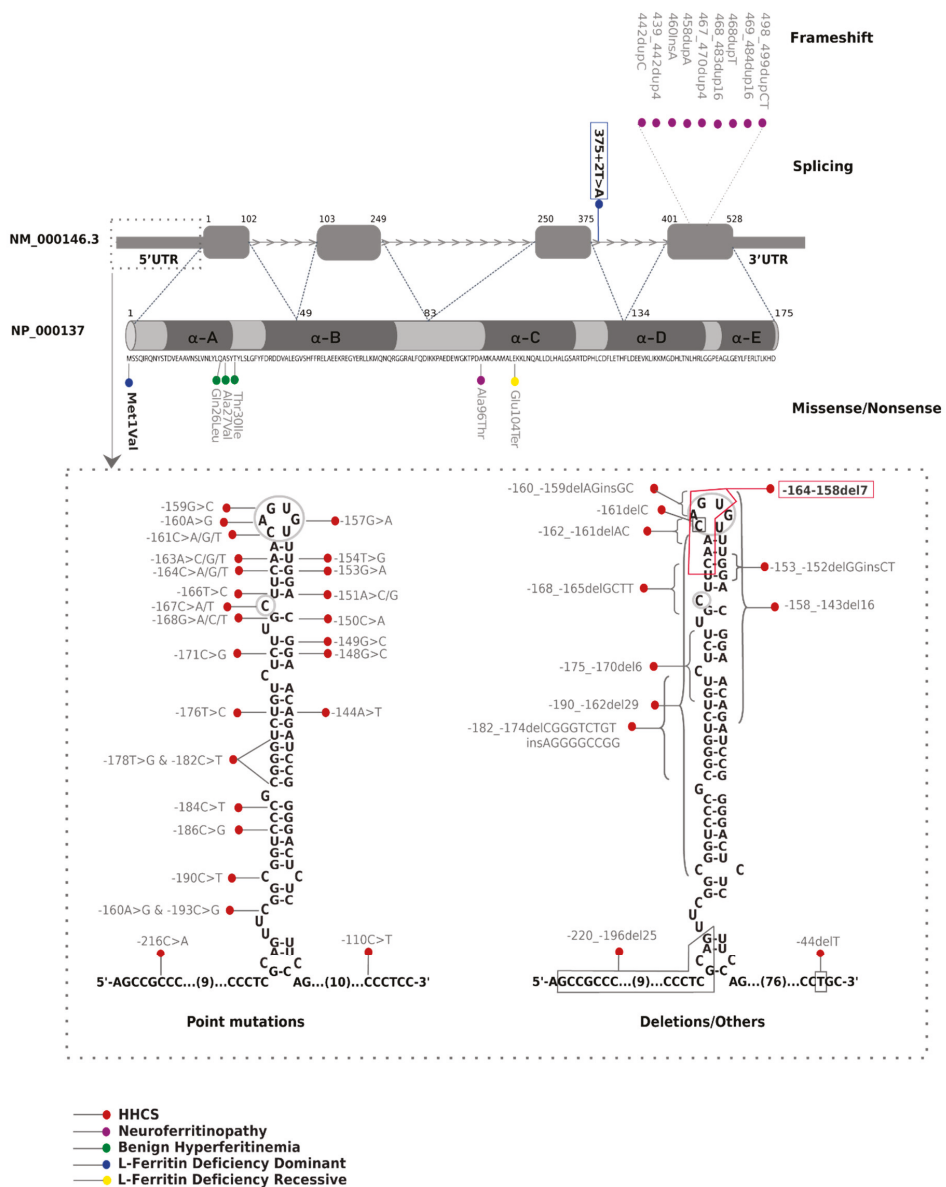 Frameshift
442dupC
439_442dup4
460InsA
458dupA
467_470dup4
468_483dup16
468dupT
469_484dup16
498_499dupCT
Splicing
375+2T>A
1 102 103 249 250 375 401 528
NM_000146.3
5'UTR 3'UTR
1 49 83 134 175
NP_000137
α-A α-B α-C α-D α-E
Met1Val
Gln26Leu
Ala27Val
Thr30Ile
Ala96Thr
Glu104Ter
Missense/Nonsense
-159G>C
-160A>G
-161C>A/G/T
-163A>C/G/T
-164C>A/G/T
-166T>C
-167C>A/T
-168G>A/C/T
-171C>G
-176T>C
-178T>G & -182C>T
-184C>T
-186C>G
-190C>T
-160A>G & -193C>G
-216C>A
-157G>A
-154T>G
-153G>A
-151A>C/G
-150C>A
-149G>C
-148G>C
-144A>T
-110C>T
5'-AGCCGCCC...(9)...CCCTC AG...(10)...CCCTCC-3'
Point mutations
-160_-159delAGinsGC
-161delC
-162_-161delAC
-168_-165delGCTT
-175_-170del6
-190_-162del29
-182_-174delCGGGTCTGT
insAGGGGCCGG
-164-158del7
-153_-152delGGinsCT
-158_-143del16
-220_-196del25
-44delT
5'-AGCCGCCC...(9)...CCCTC AG...(76)...CCTGC-3'
Deletions/Others
HHCS
Neuroferritinopathy
Benign Hyperferitinemia
L-Ferritin Deficiency Dominant
L-Ferritin Deficiency Recessive